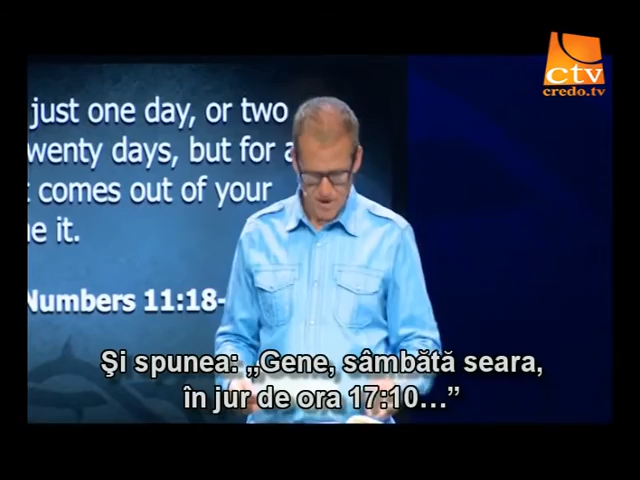 ctv
credo.tv
just one day, or two
wenty days, but for a
comes out of your
e it.
Numbers 11:18-
Şi spunea: „Gene, sâmbătă seara,
în jur de ora 17:10…”